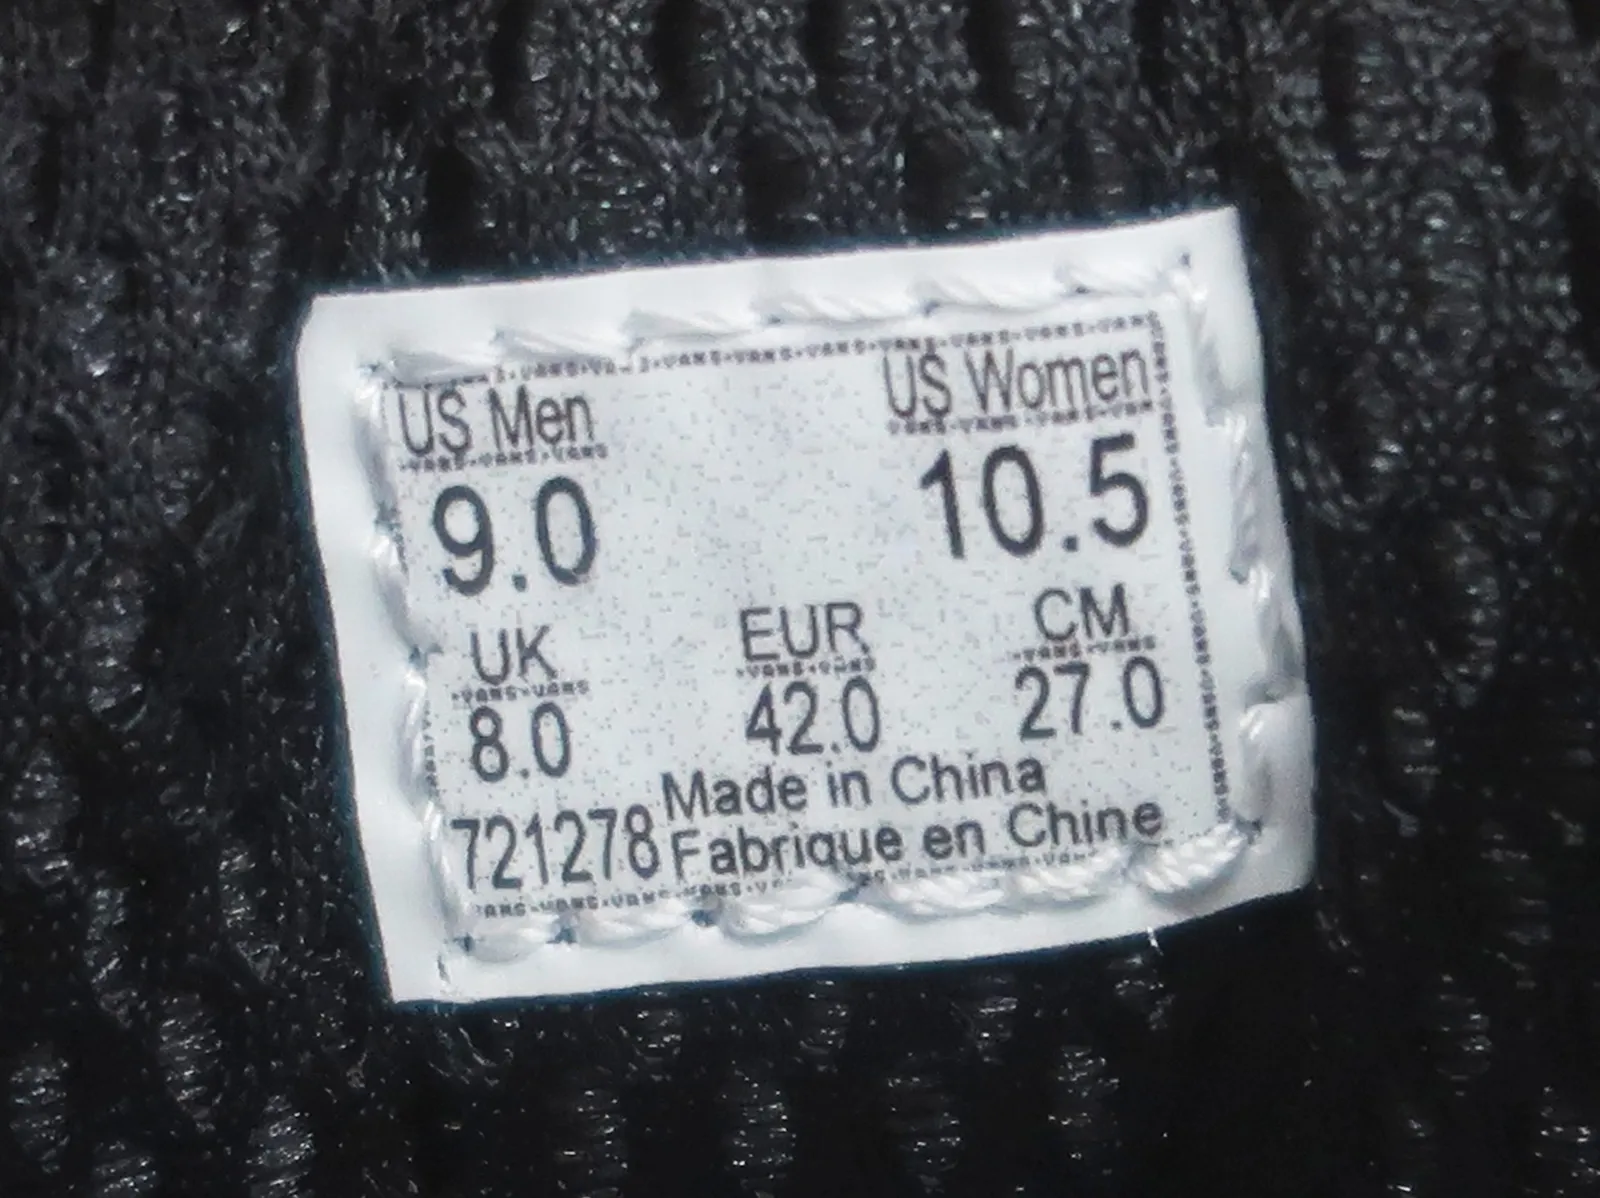 US Men US Women
9.0 10.5
UK EUR CM
8.0 42.0 27.0
Made in China
721278 Fabrique en Chine